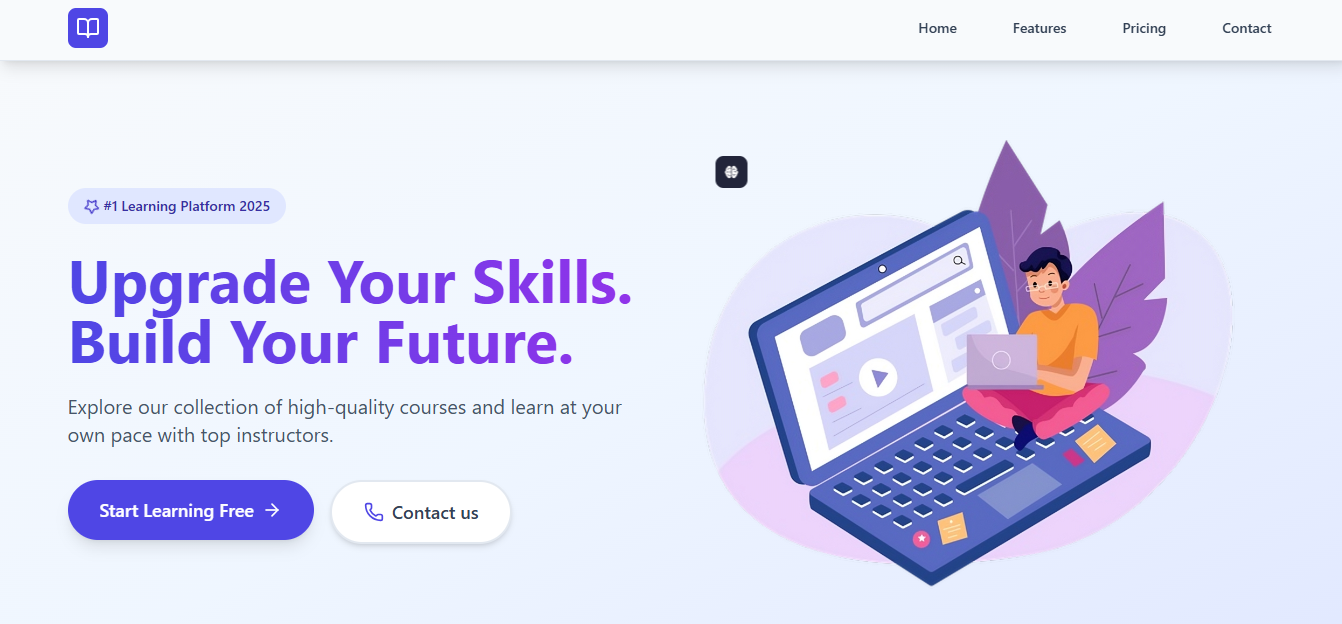 Home
Features
Pricing
Contact
#1 Learning Platform 2025
Upgrade Your Skills.
Build Your Future.
Explore our collection of high-quality courses and learn at your
own pace with top instructors.
Start Learning Free
Contact us